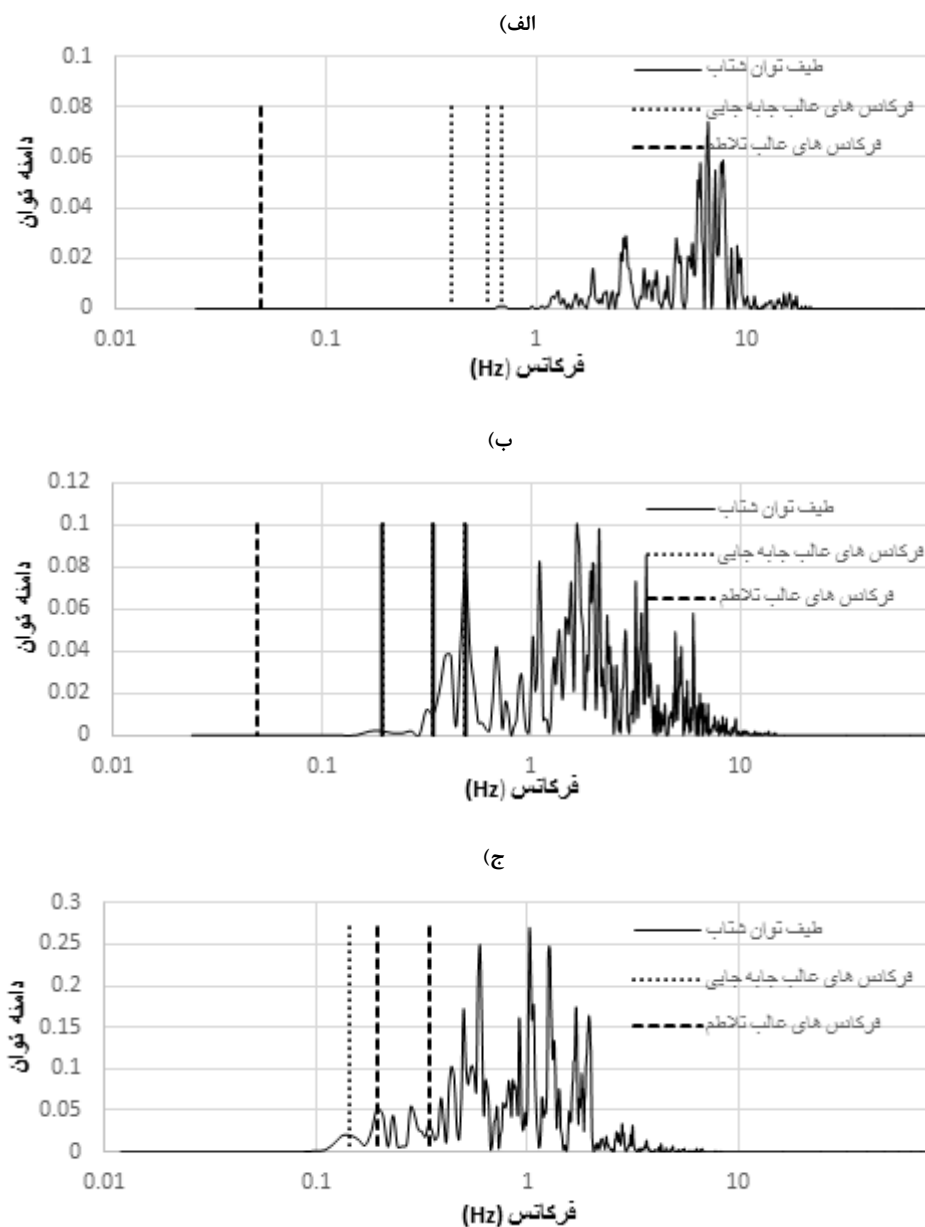 الف)
0.1
0.08
0.06
0.04
0.02
0
دامنه توان
طیف توان شتاب
فرکانس های غالب جابه جایی
فرکانس های غالب تلاطم
0.01
0.1
1
10
فرکانس (Hz)
ب)
0.12
0.1
0.08
0.06
0.04
0.02
0
دامنه توان
طیف توان شتاب
فرکانس های غالب جابه جایی
فرکانس های غالب تلاطم
0.01
0.1
1
10
فرکانس (Hz)
ج)
0.3
0.25
0.2
0.15
0.1
0.05
0
دامنه توان
طیف توان شتاب
فرکانس های غالب جابه جایی
فرکانس های غالب تلاطم
0.01
0.1
1
10
فرکانس (Hz)